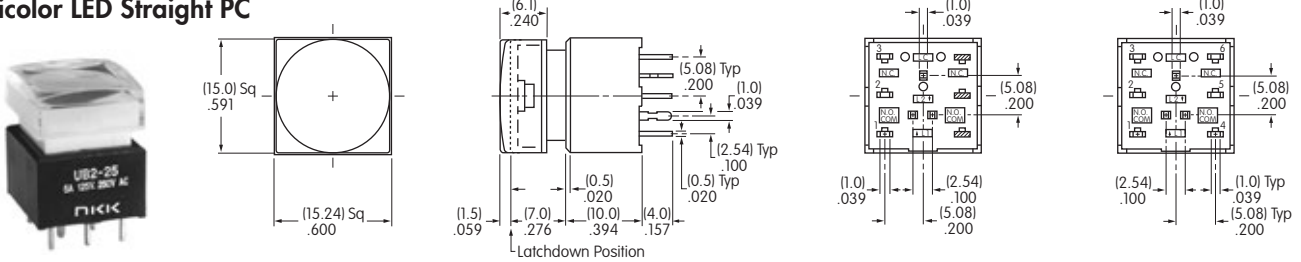 icolor LED Straight PC
(15.0) Sq
.591
(15.24) Sq
.600
UB2-25
5A 125V 250V AC
NKK
(6.1)
.240
(5.08) Typ
.200
(1.0)
.039
(2.54) Typ
.100
(0.5) Typ
.020
(0.5)
.020
(1.5)
.059
(7.0)
.276
(10.0)
.394
(4.0)
.157
Latchdown Position
(1.0)
.039
3
N.C.
2
L2
N.O.
COM
1
(5.08)
.200
(1.0)
.039
(2.54)
.100
(5.08)
.200
(1.0)
.039
3
6
N.C.
N.C.
2
5
L2
N.O.
COM
N.O.
COM
1
4
(5.08)
.200
(2.54)
.100
(1.0) Typ
.039
(5.08) Typ
.200